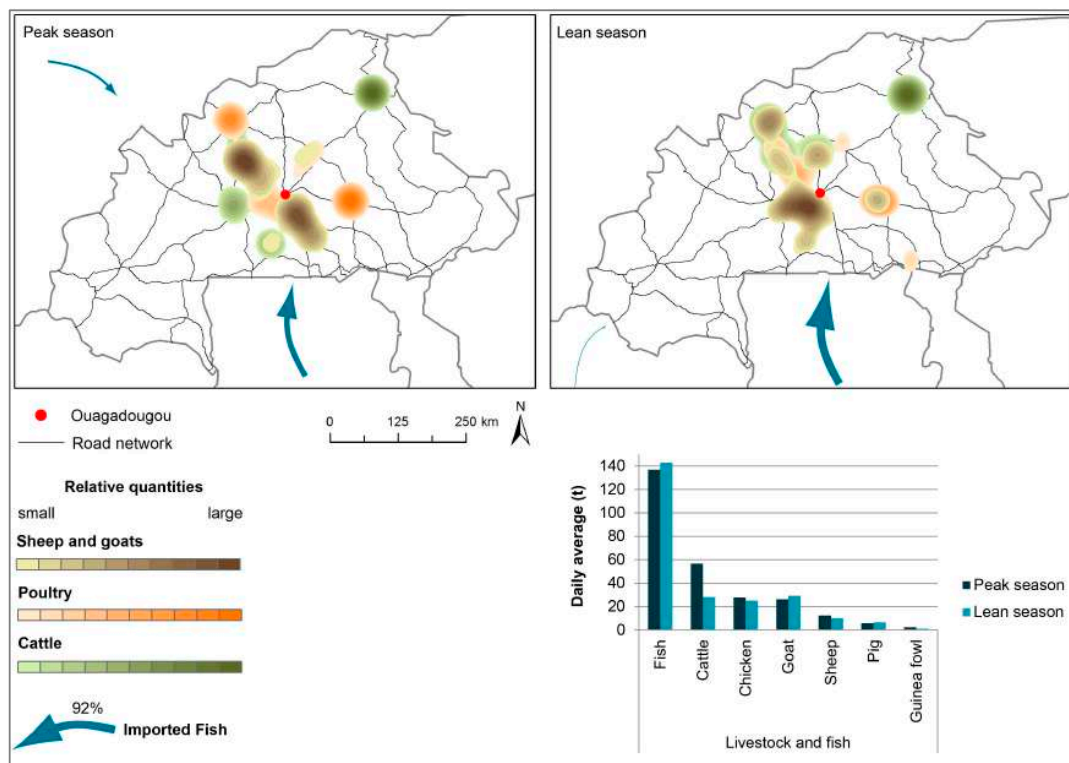 Peak season
Lean season
Ouagadougou
Road network
0 125 250 km
N
Relative quantities
small large
Sheep and goats
Poultry
Cattle
92%
Imported Fish
Daily average (t)
140
120
100
80
60
40
20
0
Fish
Cattle
Chicken
Goat
Sheep
Pig
Guinea fowl
Livestock and fish
Peak season
Lean season